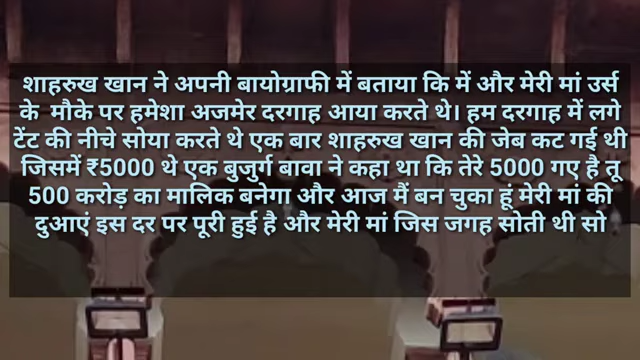 शाहरुख खान ने अपनी बायोग्राफी में बताया कि में और मेरी मां उर्स
के मौके पर हमेशा अजमेर दरगाह आया करते थे। हम दरगाह में लगे
टेंट की नीचे सोया करते थे एक बार शाहरुख खान की जेब कट गई थी
जिसमें ₹5000 थे एक बुजुर्ग बावा ने कहा था कि तेरे 5000 गए है तू
500 करोड़ का मालिक बनेगा और आज मैं बन चुका हूं मेरी मां की
दुआएं इस दर पर पूरी हुई है और मेरी मां जिस जगह सोती थी सो